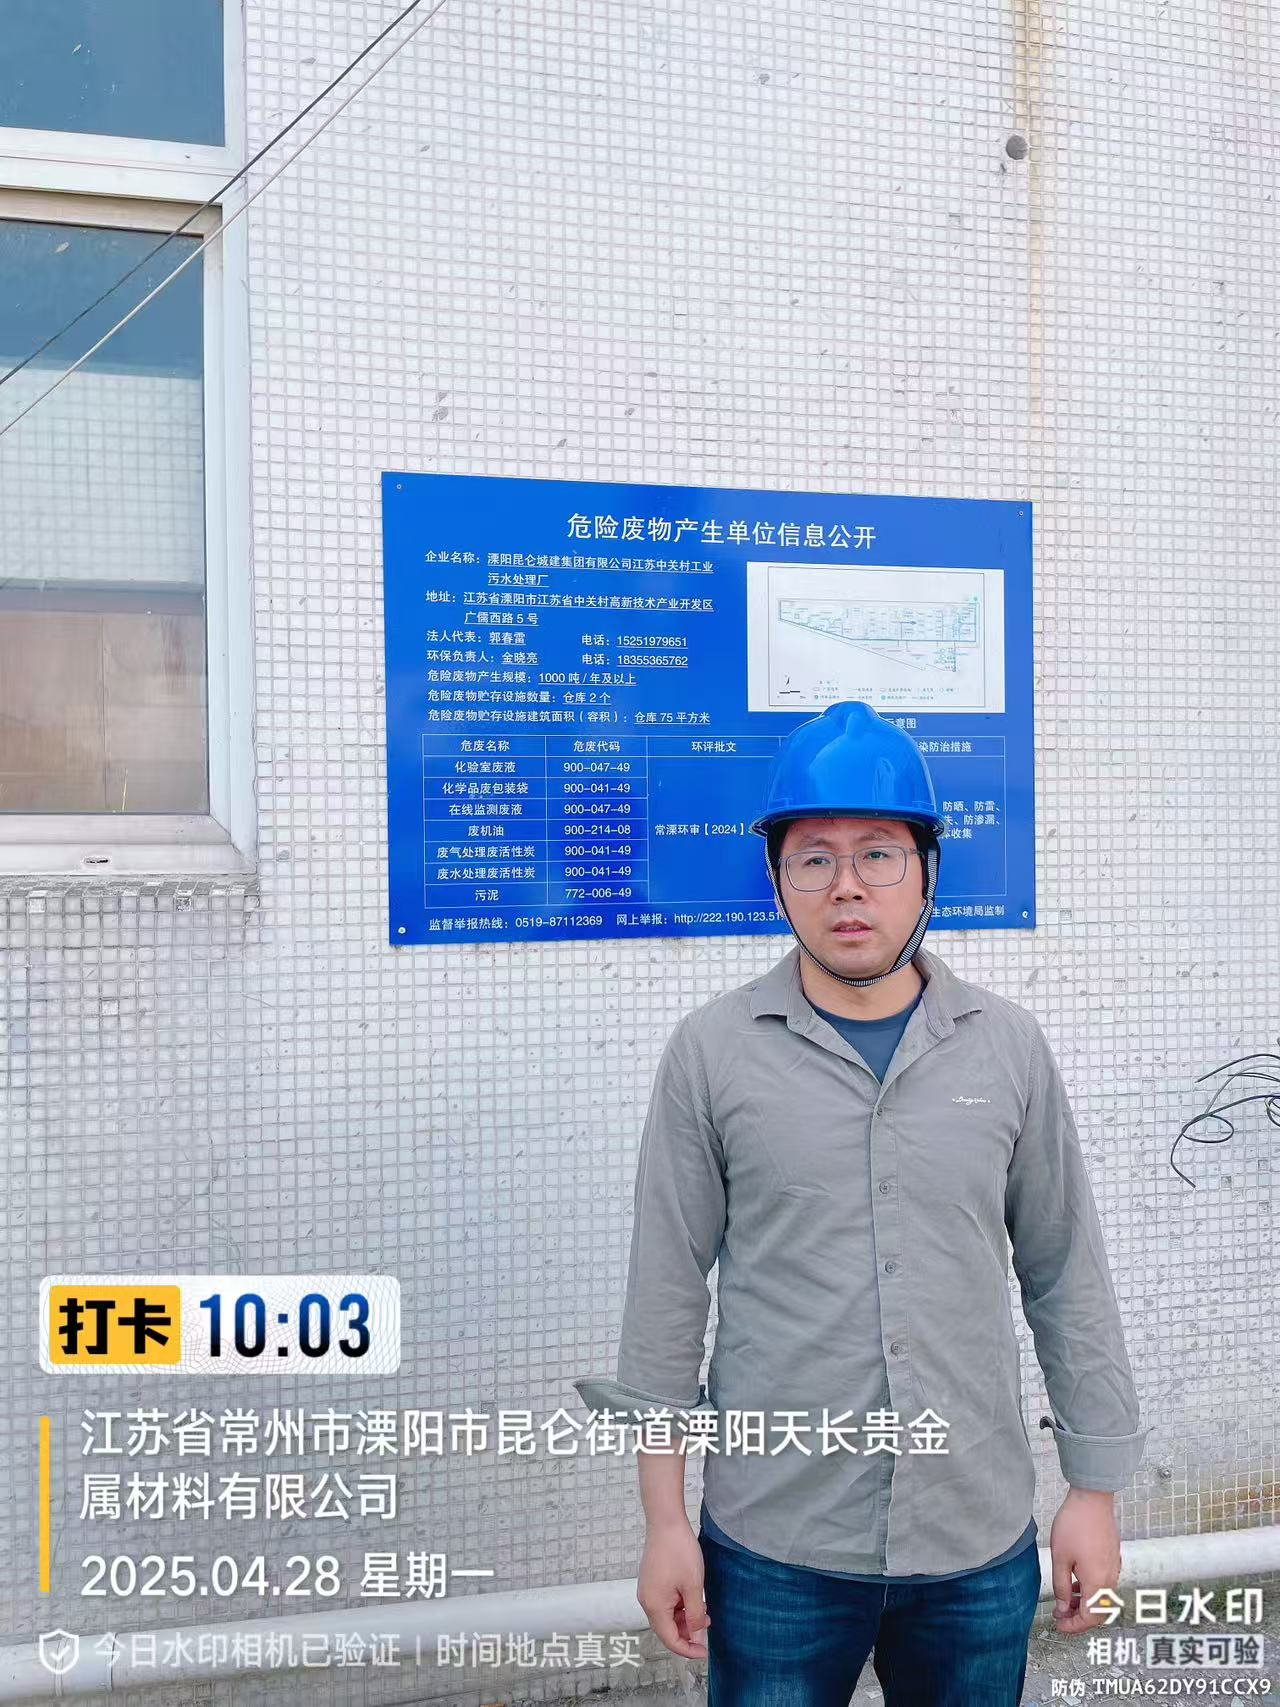 危险废物产生单位信息公开
企业名称：溧阳昆仑城建集团有限公司江苏中关村工业
污水处理厂
地址：江苏省溧阳市江苏省中关村高新技术产业开发区
广儒西路 5 号
法人代表：郭春雷 电话：15251979651
环保负责人：金晓亮 电话：18355365762
危险废物产生规模：1000 吨 / 年及以上
危险废物贮存设施数量：仓库 2 个
危险废物贮存设施建筑面积（容积）：仓库 75 平方米
示意图
危废名称 危废代码 环评批文 染防治措施
化验室废液 900-047-49
化学品废包装袋 900-041-49
在线监测废液 900-047-49
废机油 900-214-08
废气处理废活性炭 900-041-49
废水处理废活性炭 900-041-49
污泥 772-006-49
常溧环审【2024】
防晒、防雷、
失、防渗漏、
收集
监督举报热线：0519-87112369 网上举报：http://222.190.123.51
生态环境局监制
打卡 10:03
江苏省常州市溧阳市昆仑街道溧阳天长贵金
属材料有限公司
2025.04.28 星期一
今日水印相机已验证 | 时间地点真实
今日水印
相机 真实可验
防伪 TMUA62DY91CCX9